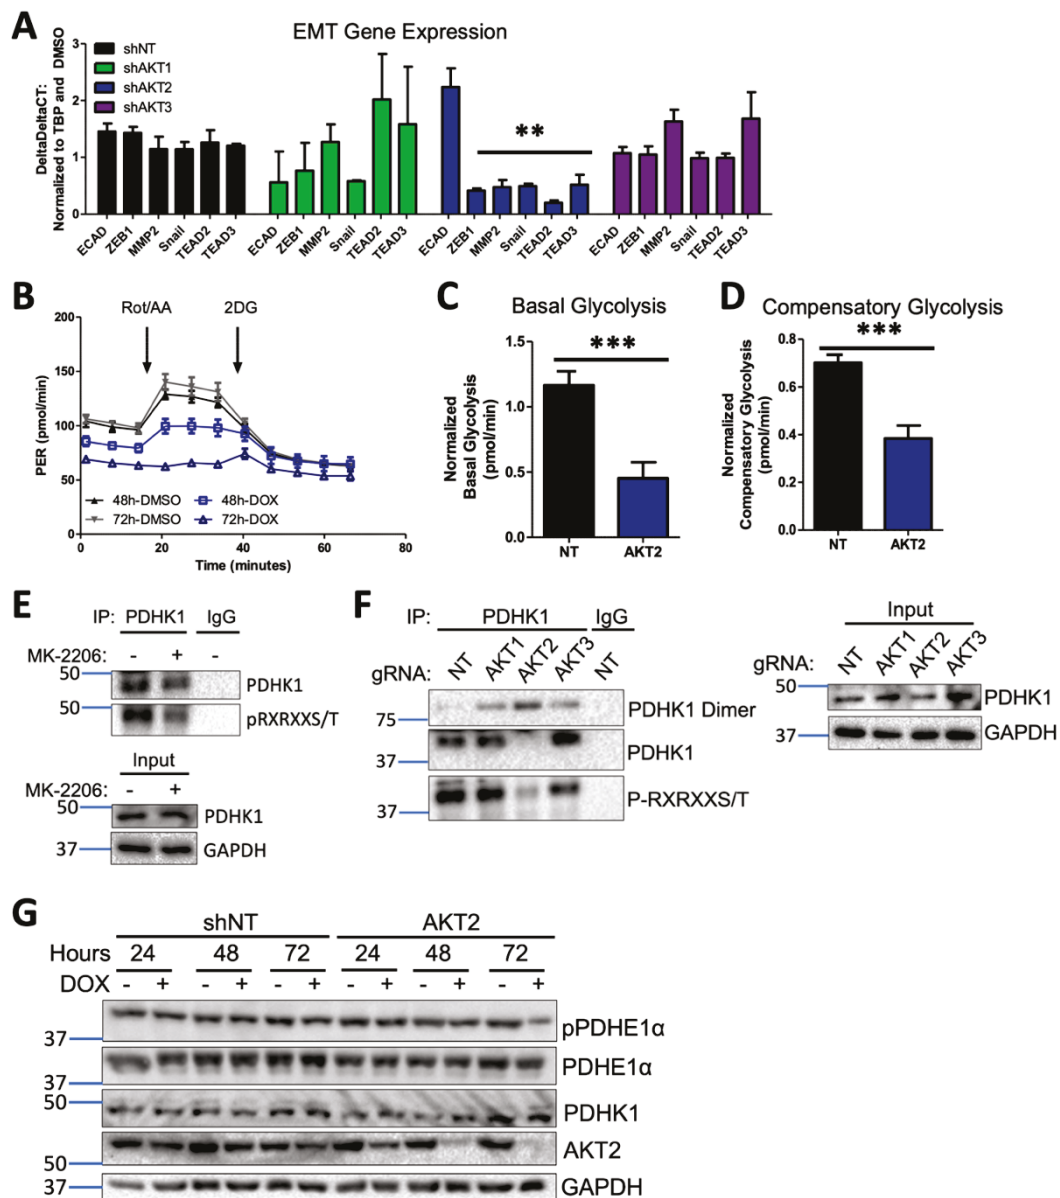 A
EMT Gene Expression
DeltaDeltaCT:
Normalized to TBP and DMSO
3
2
1
0
shNT
shAKT1
shAKT2
shAKT3
**
ECAD ZEB1 MMP2 Snail TEAD2 TEAD3 ECAD ZEB1 MMP2 Snail TEAD2 TEAD3 ECAD ZEB1 MMP2 Snail TEAD2 TEAD3 ECAD ZEB1 MMP2 Snail TEAD2 TEAD3
B
Rot/AA 2DG
PER (pmol/min)
200
150
100
50
0
48h-DMSO 48h-DOX
72h-DMSO 72h-DOX
0 20 40 60 80
Time (minutes)
C
Basal Glycolysis
***
Normalized
Basal Glycolysis
(pmol/min)
1.5
1.0
0.5
0.0
NT AKT2
D
Compensatory Glycolysis
***
Normalized
Compensatory Glycolysis
(pmol/min)
0.8
0.6
0.4
0.2
0.0
NT AKT2
E
IP: PDHK1 IgG
MK-2206: - + -
50 PDHK1
50 pRXRXXS/T
Input
MK-2206: - +
50 PDHK1
37 GAPDH
F
IP: PDHK1 IgG
gRNA: NT AKT1 AKT2 AKT3 NT
75 PDHK1 Dimer
37 PDHK1
37 P-RXRXXS/T
Input
gRNA: NT AKT1 AKT2 AKT3
50 PDHK1
37 GAPDH
G
shNT AKT2
Hours 24 48 72 24 48 72
DOX - + - + - + - + - + - +
37 pPDHE1α
37 PDHE1α
50 PDHK1
50 AKT2
37 GAPDH